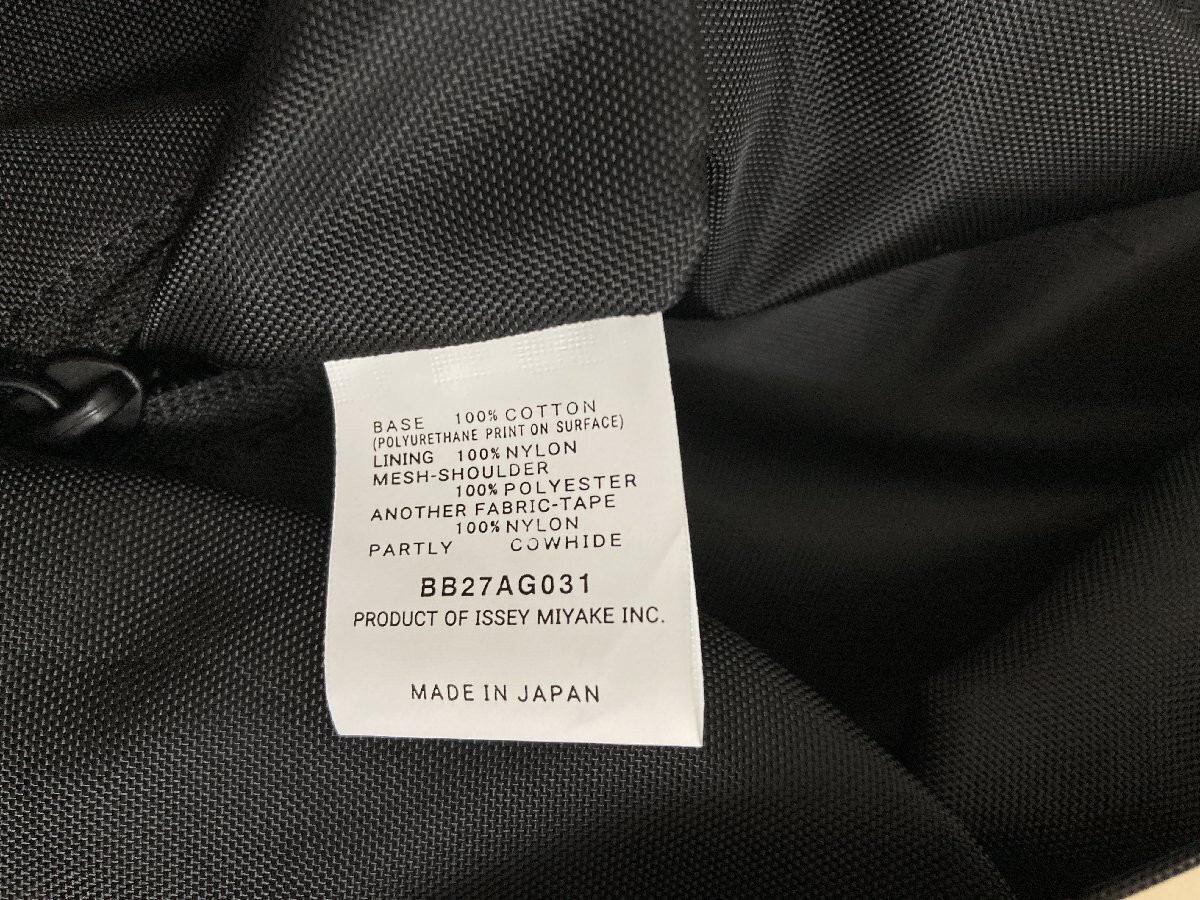 BASE 100% COTTON
(POLYURETHANE PRINT ON SURFACE)
LINING 100% NYLON
MESH-SHOULDER
100% POLYESTER
ANOTHER FABRIC-TAPE
100% NYLON
PARTLY COWHIDE
BB27AG031
PRODUCT OF ISSEY MIYAKE INC.
MADE IN JAPAN